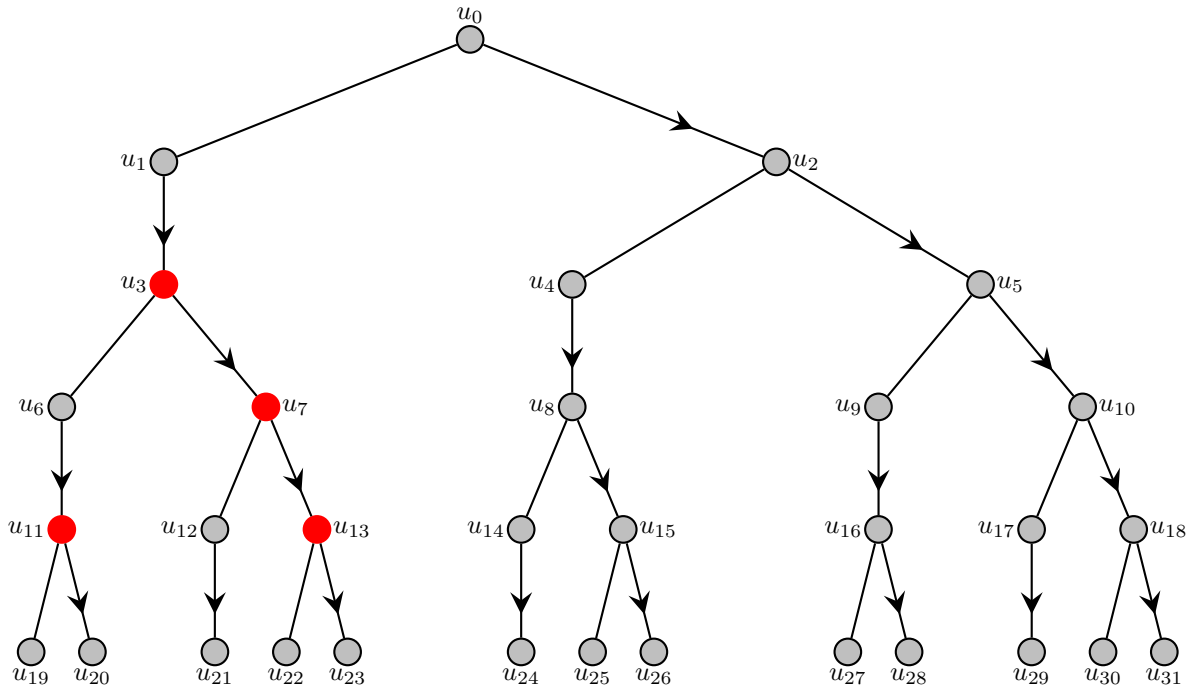 u₀
u₁ u₂
u₃ u₄ u₅
u₆ u₇ u₈ u₉ u₁₀
u₁₁ u₁₂ u₁₃ u₁₄ u₁₅ u₁₆ u₁₇ u₁₈
u₁₉ u₂₀ u₂₁ u₂₂ u₂₃ u₂₄ u₂₅ u₂₆ u₂₇ u₂₈ u₂₉ u₃₀ u₃₁